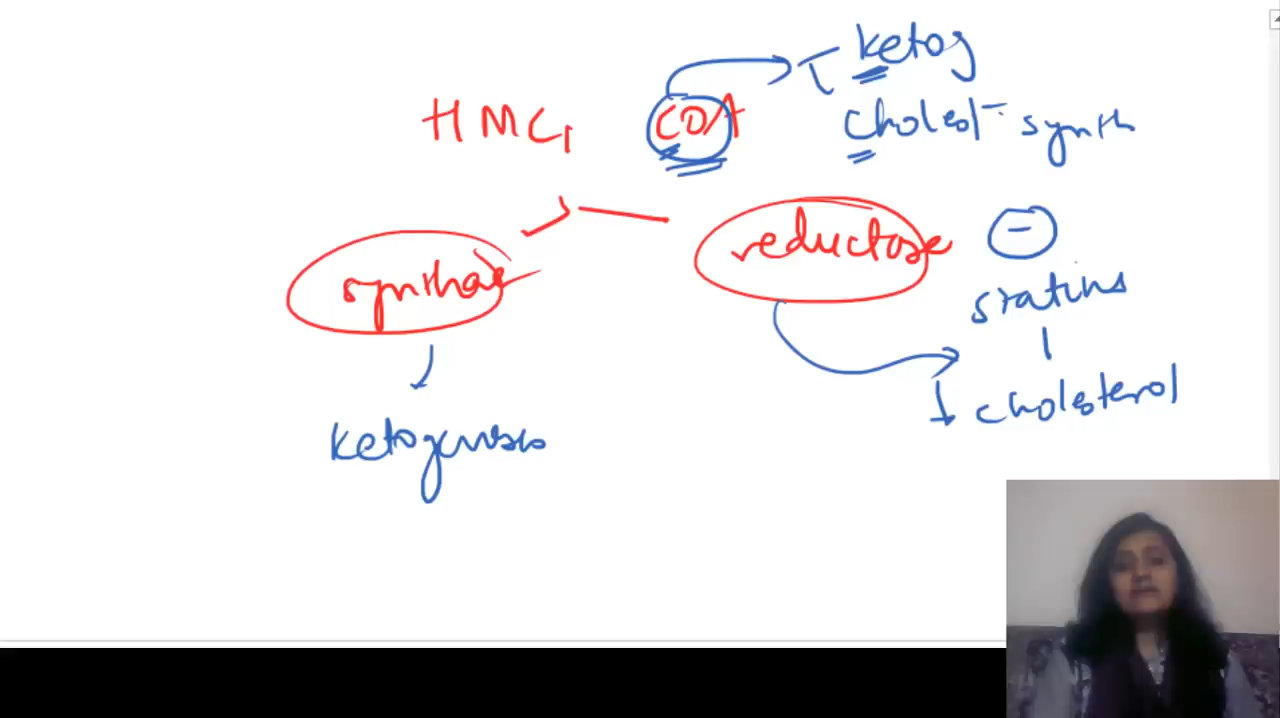 ketog
HMG COA
cholest- synth
reductase
synthase
statins
cholesterol
ketogenesis